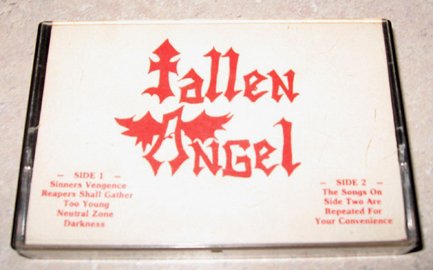 Fallen
Angel
– SIDE 1 –
Sinners Vengence
Reapers Shall Gather
Too Young
Neutral Zone
Darkness
– SIDE 2 –
The Songs On
Side Two Are
Repeated For
Your Convenience